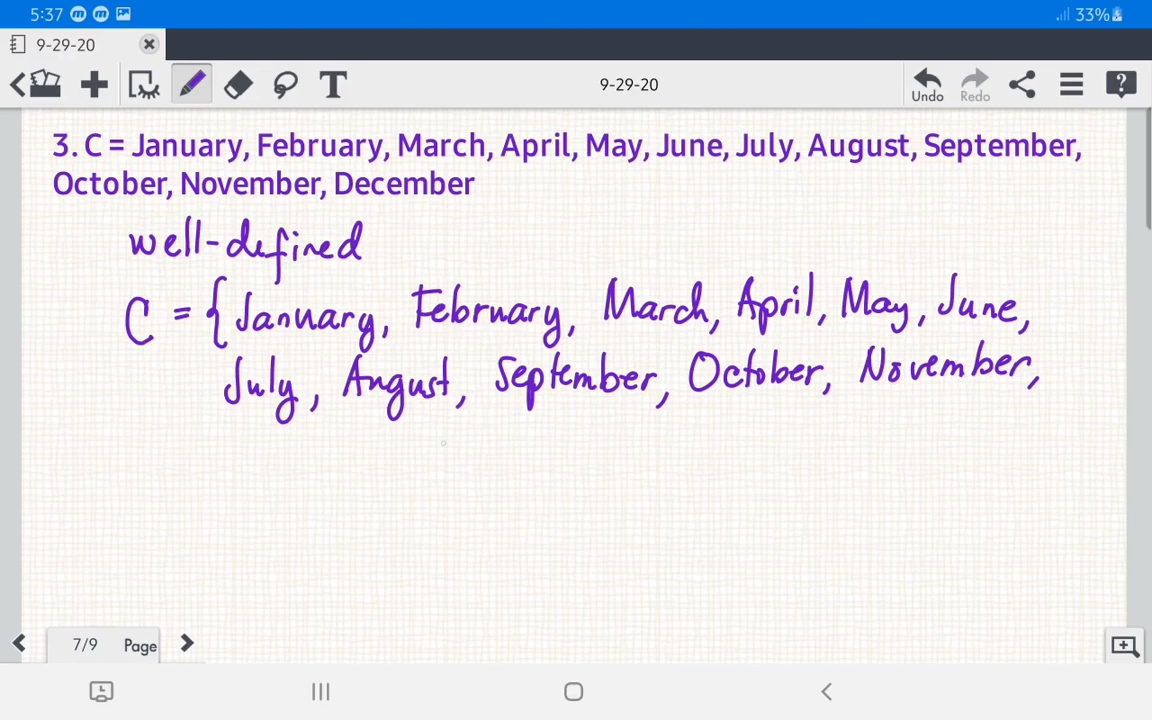 5:37 33%
9-29-20
9-29-20 Undo Redo
3. C = January, February, March, April, May, June, July, August, September,
October, November, December
well-defined
C = {January, February, March, April, May, June,
July, August, September, October, November,
7/9 Page